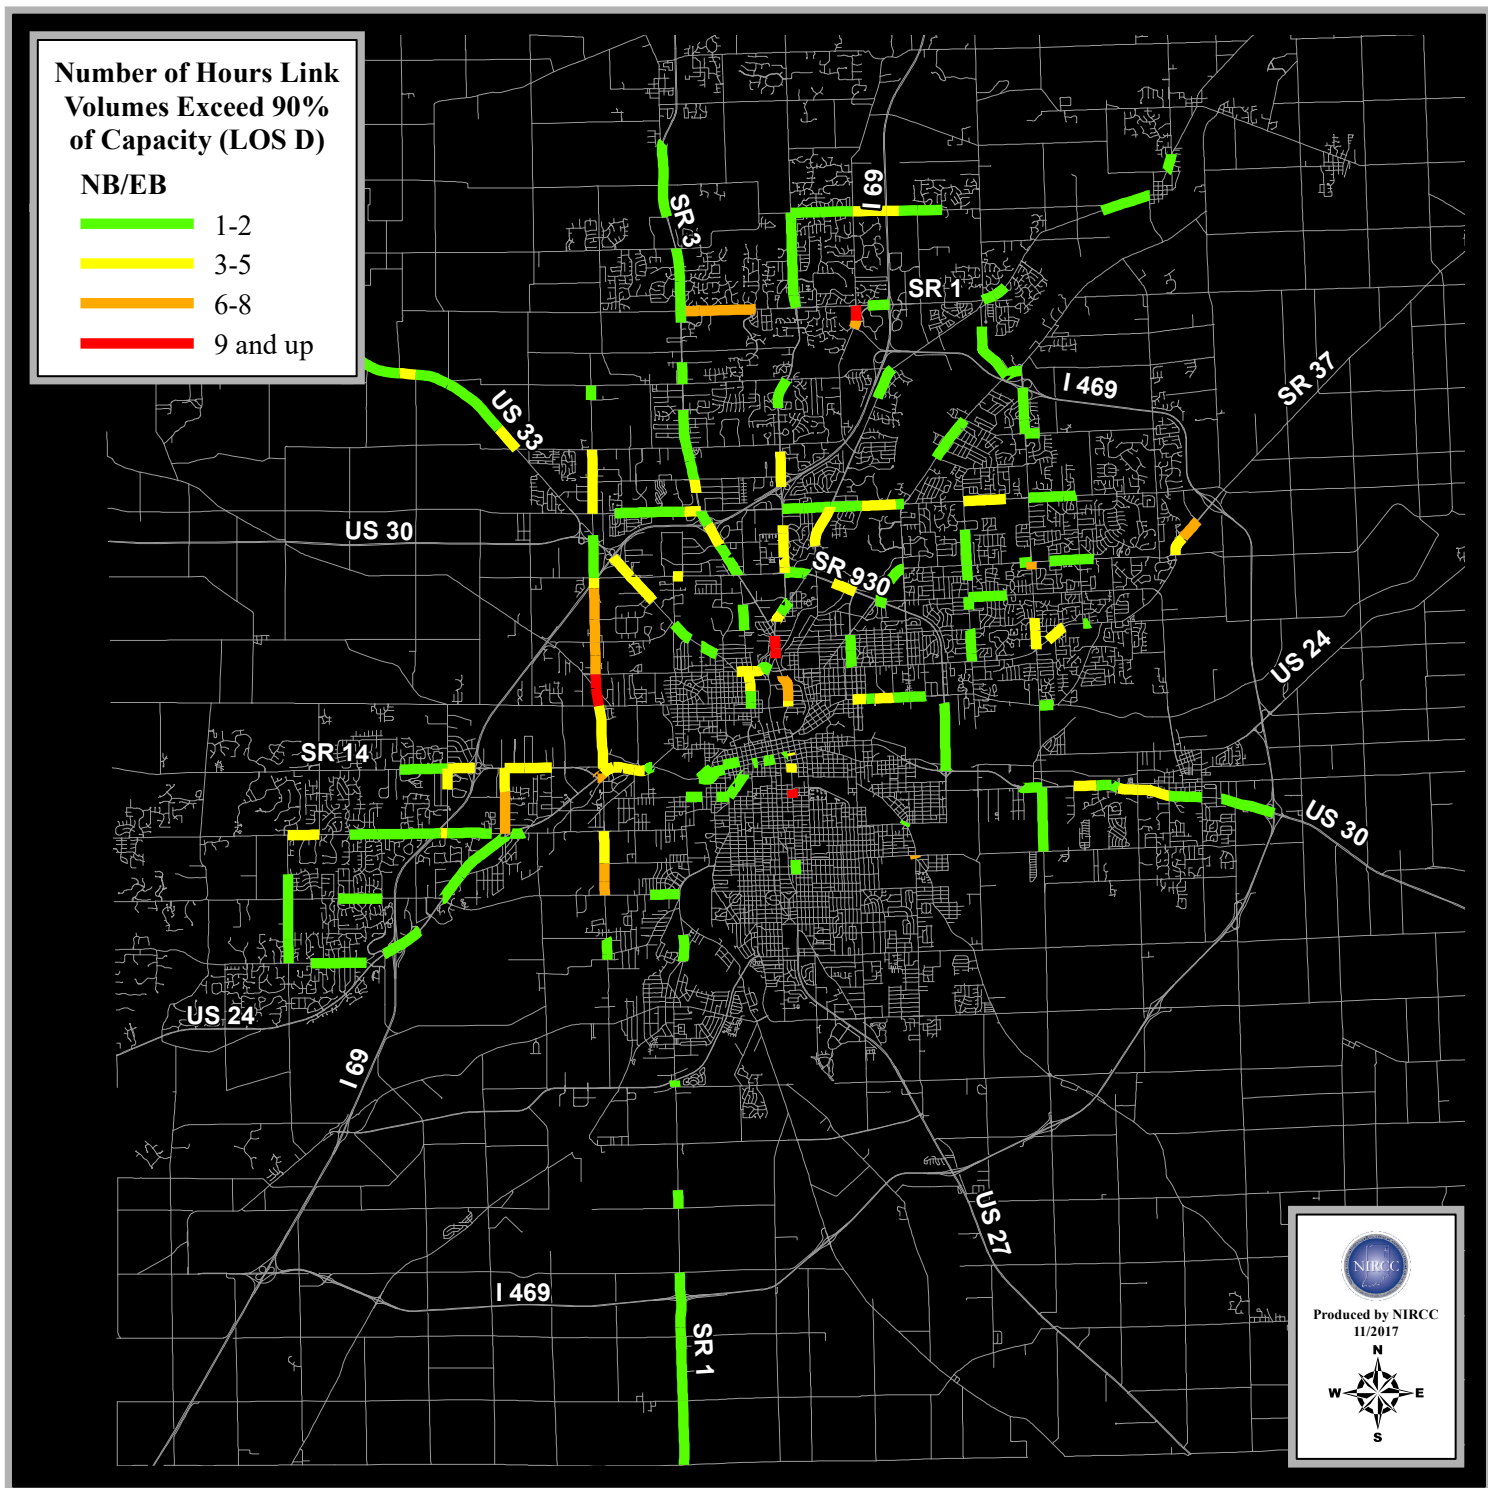 Number of Hours Link
Volumes Exceed 90%
of Capacity (LOS D)
NB/EB
1-2
3-5
6-8
9 and up
I 69
SR 3
SR 1
I 469
SR 37
US 33
US 30
SR 930
US 24
SR 14
US 30
US 24
I 69
US 27
I 469
SR 1
NIRCC
Produced by NIRCC
11/2017
N
W E
S